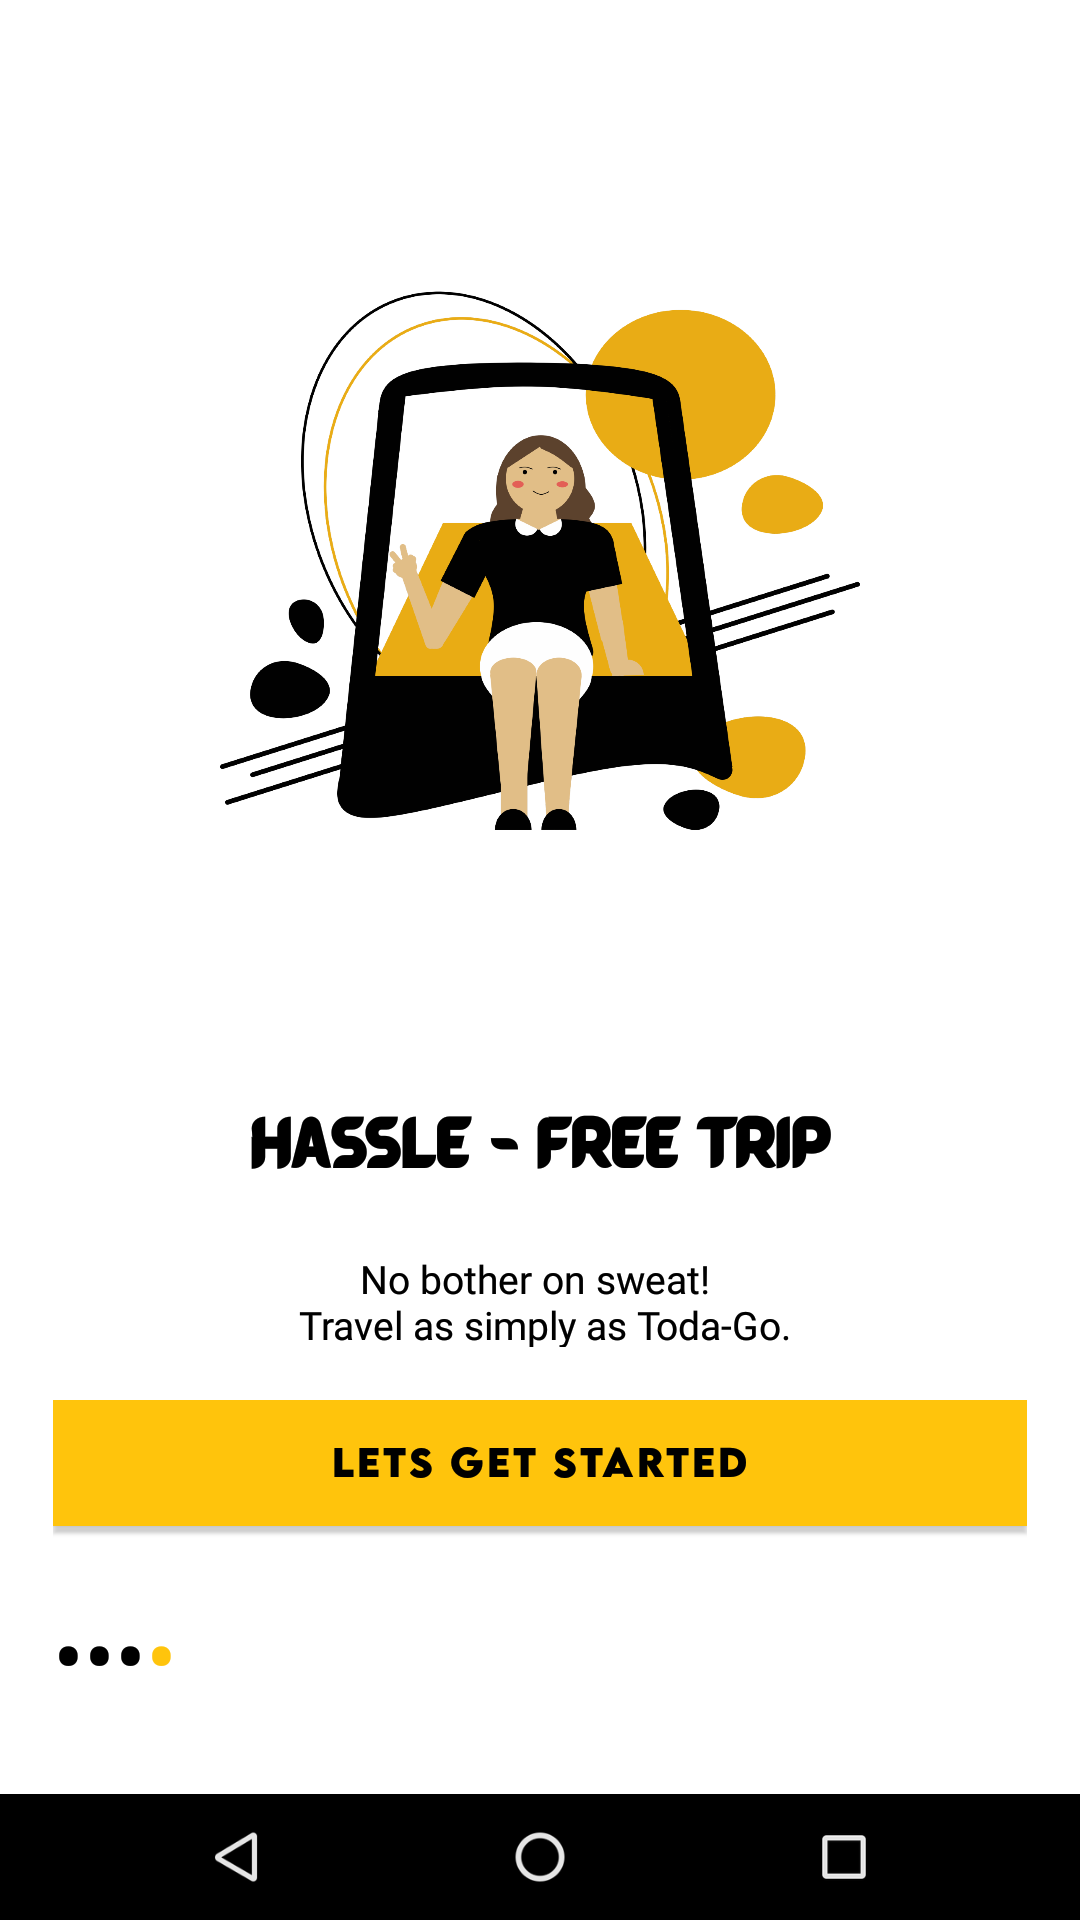 HASSLE - FREE TRIP
No bother on sweat!
Travel as simply as Toda-Go.
LETS GET STARTED